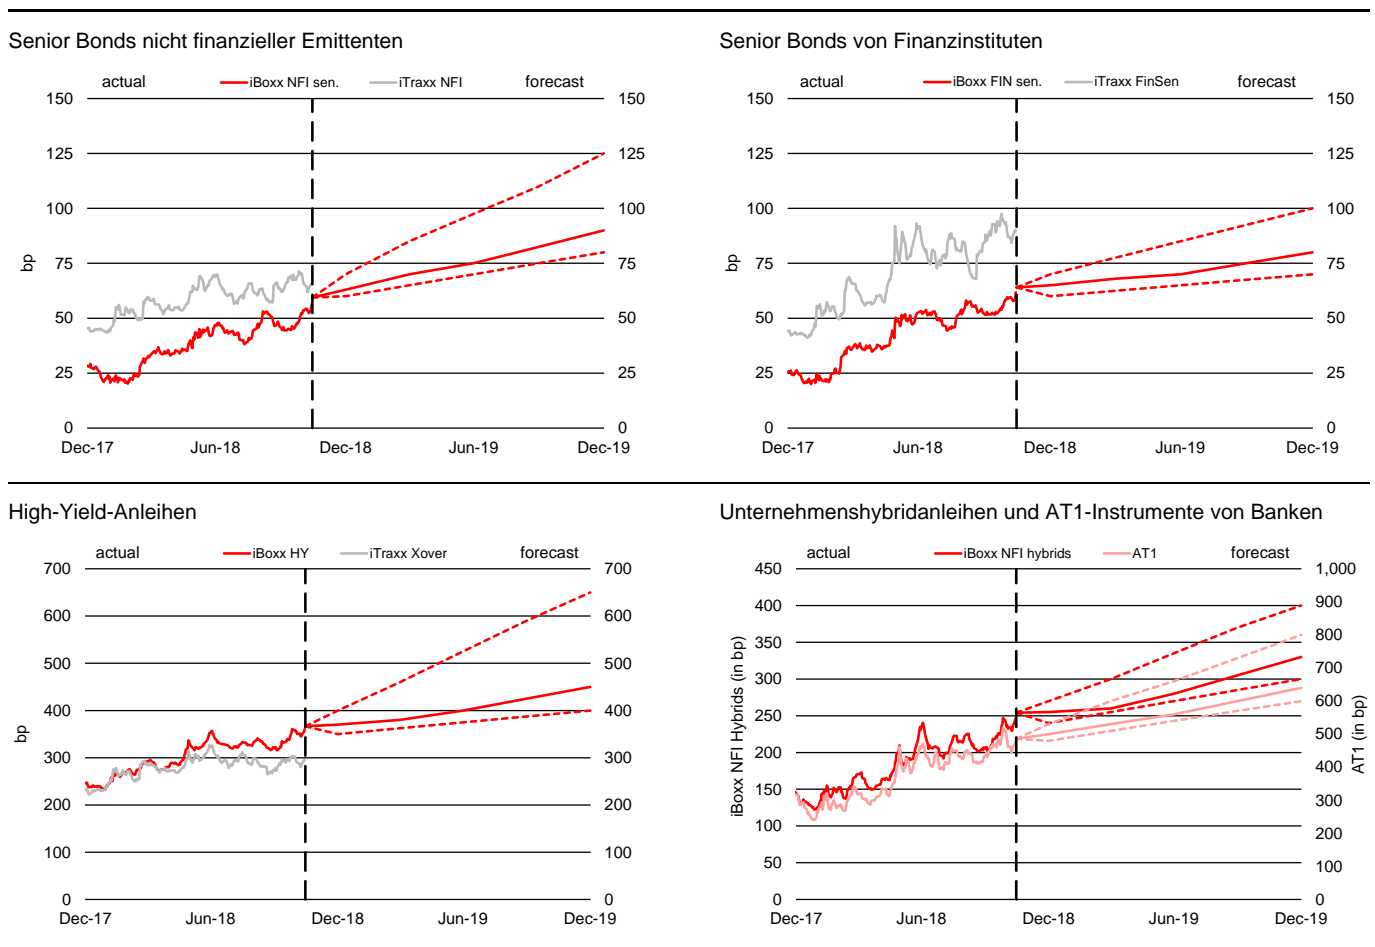 Senior Bonds nicht finanzieller Emittenten
actual iBoxx NFI sen. iTraxx NFI forecast
150 150
125 125
100 100
75 75
50 50
25 25
0 0
bp
Dec-17 Jun-18 Dec-18 Jun-19 Dec-19
Senior Bonds von Finanzinstituten
actual iBoxx FIN sen. iTraxx FinSen forecast
150 150
125 125
100 100
75 75
50 50
25 25
0 0
bp
Dec-17 Jun-18 Dec-18 Jun-19 Dec-19
High-Yield-Anleihen
actual iBoxx HY iTraxx Xover forecast
700 700
600 600
500 500
400 400
300 300
200 200
100 100
0 0
bp
Dec-17 Jun-18 Dec-18 Jun-19 Dec-19
Unternehmenshybridanleihen und AT1-Instrumente von Banken
actual iBoxx NFI hybrids AT1 forecast
450 1,000
400 900
350 800
300 700
250 600
200 500
150 400
100 300
50 200
0 100
0
iBoxx NFI Hybrids (in bp)
AT1 (in bp)
Dec-17 Jun-18 Dec-18 Jun-19 Dec-19